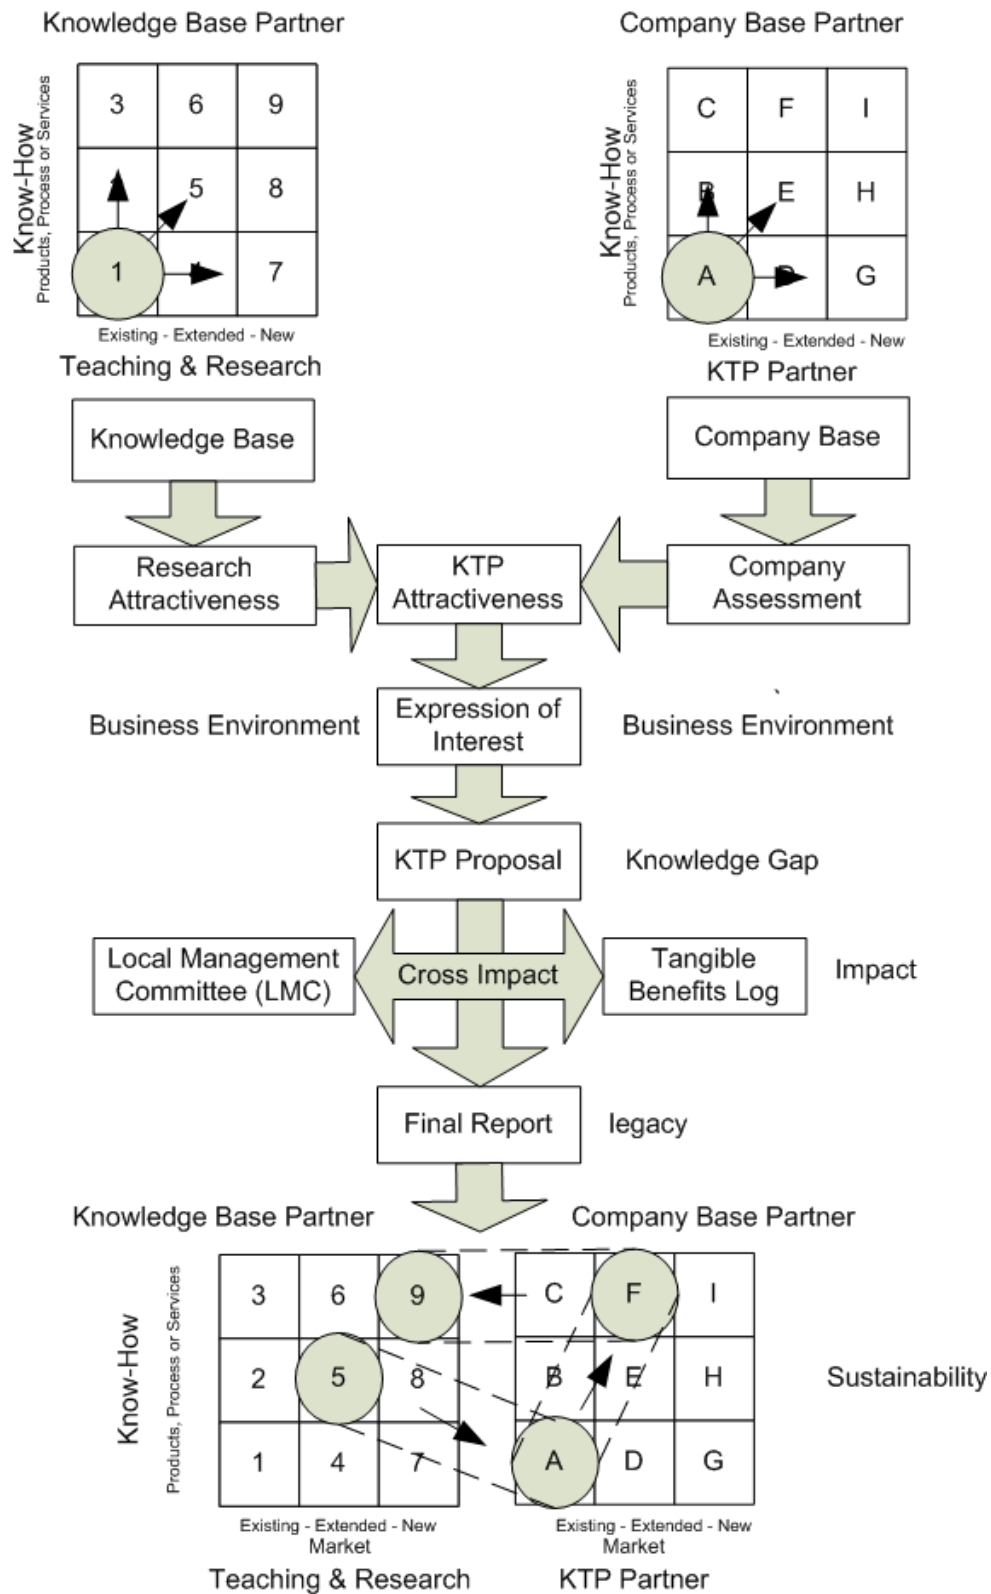 Knowledge Base Partner
Company Base Partner
Know-How
Products, Process or Services
3 6 9
5 8
1 4 7
Existing - Extended - New
Teaching & Research
Know-How
Products, Process or Services
C F I
B E H
A D G
Existing - Extended - New
KTP Partner
Knowledge Base
Company Base
Research
Attractiveness
KTP
Attractiveness
Company
Assessment
Business Environment
Expression of
Interest
Business Environment
KTP Proposal
Knowledge Gap
Local Management
Committee (LMC)
Cross Impact
Tangible
Benefits Log
Impact
Final Report
legacy
Knowledge Base Partner
Company Base Partner
Know-How
Products, Process or Services
3 6 9
2 5 8
1 4 7
Existing - Extended - New
Market
Teaching & Research
C F I
B E H
A D G
Existing - Extended - New
Market
KTP Partner
Sustainability